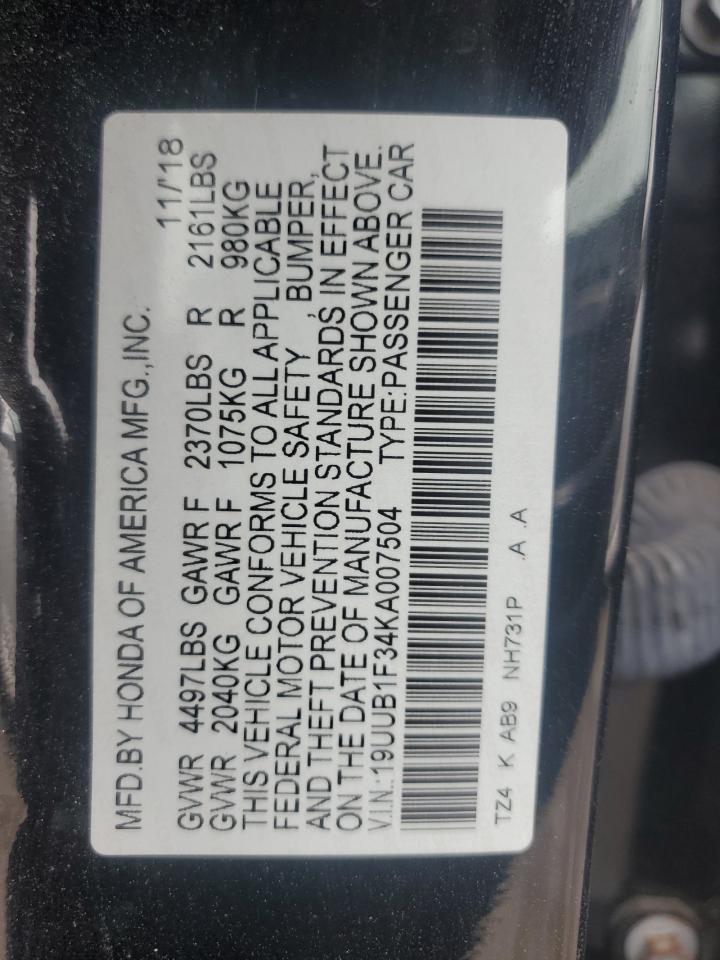 MFD.BY HONDA OF AMERICA MFG.,INC. 11/'18
GVWR 4497LBS GAWR F 2370LBS R 2161LBS
GVWR 2040KG GAWR F 1075KG R 980KG
THIS VEHICLE CONFORMS TO ALL APPLICABLE
FEDERAL MOTOR VEHICLE SAFETY , BUMPER,
AND THEFT PREVENTION STANDARDS, IN EFFECT
ON THE DATE OF MANUFACTURE SHOWN ABOVE.
V.I.N.:19UUB1F34KA007504 TYPE:PASSENGER CAR
TZ4 K AB9 NH731P .A .A